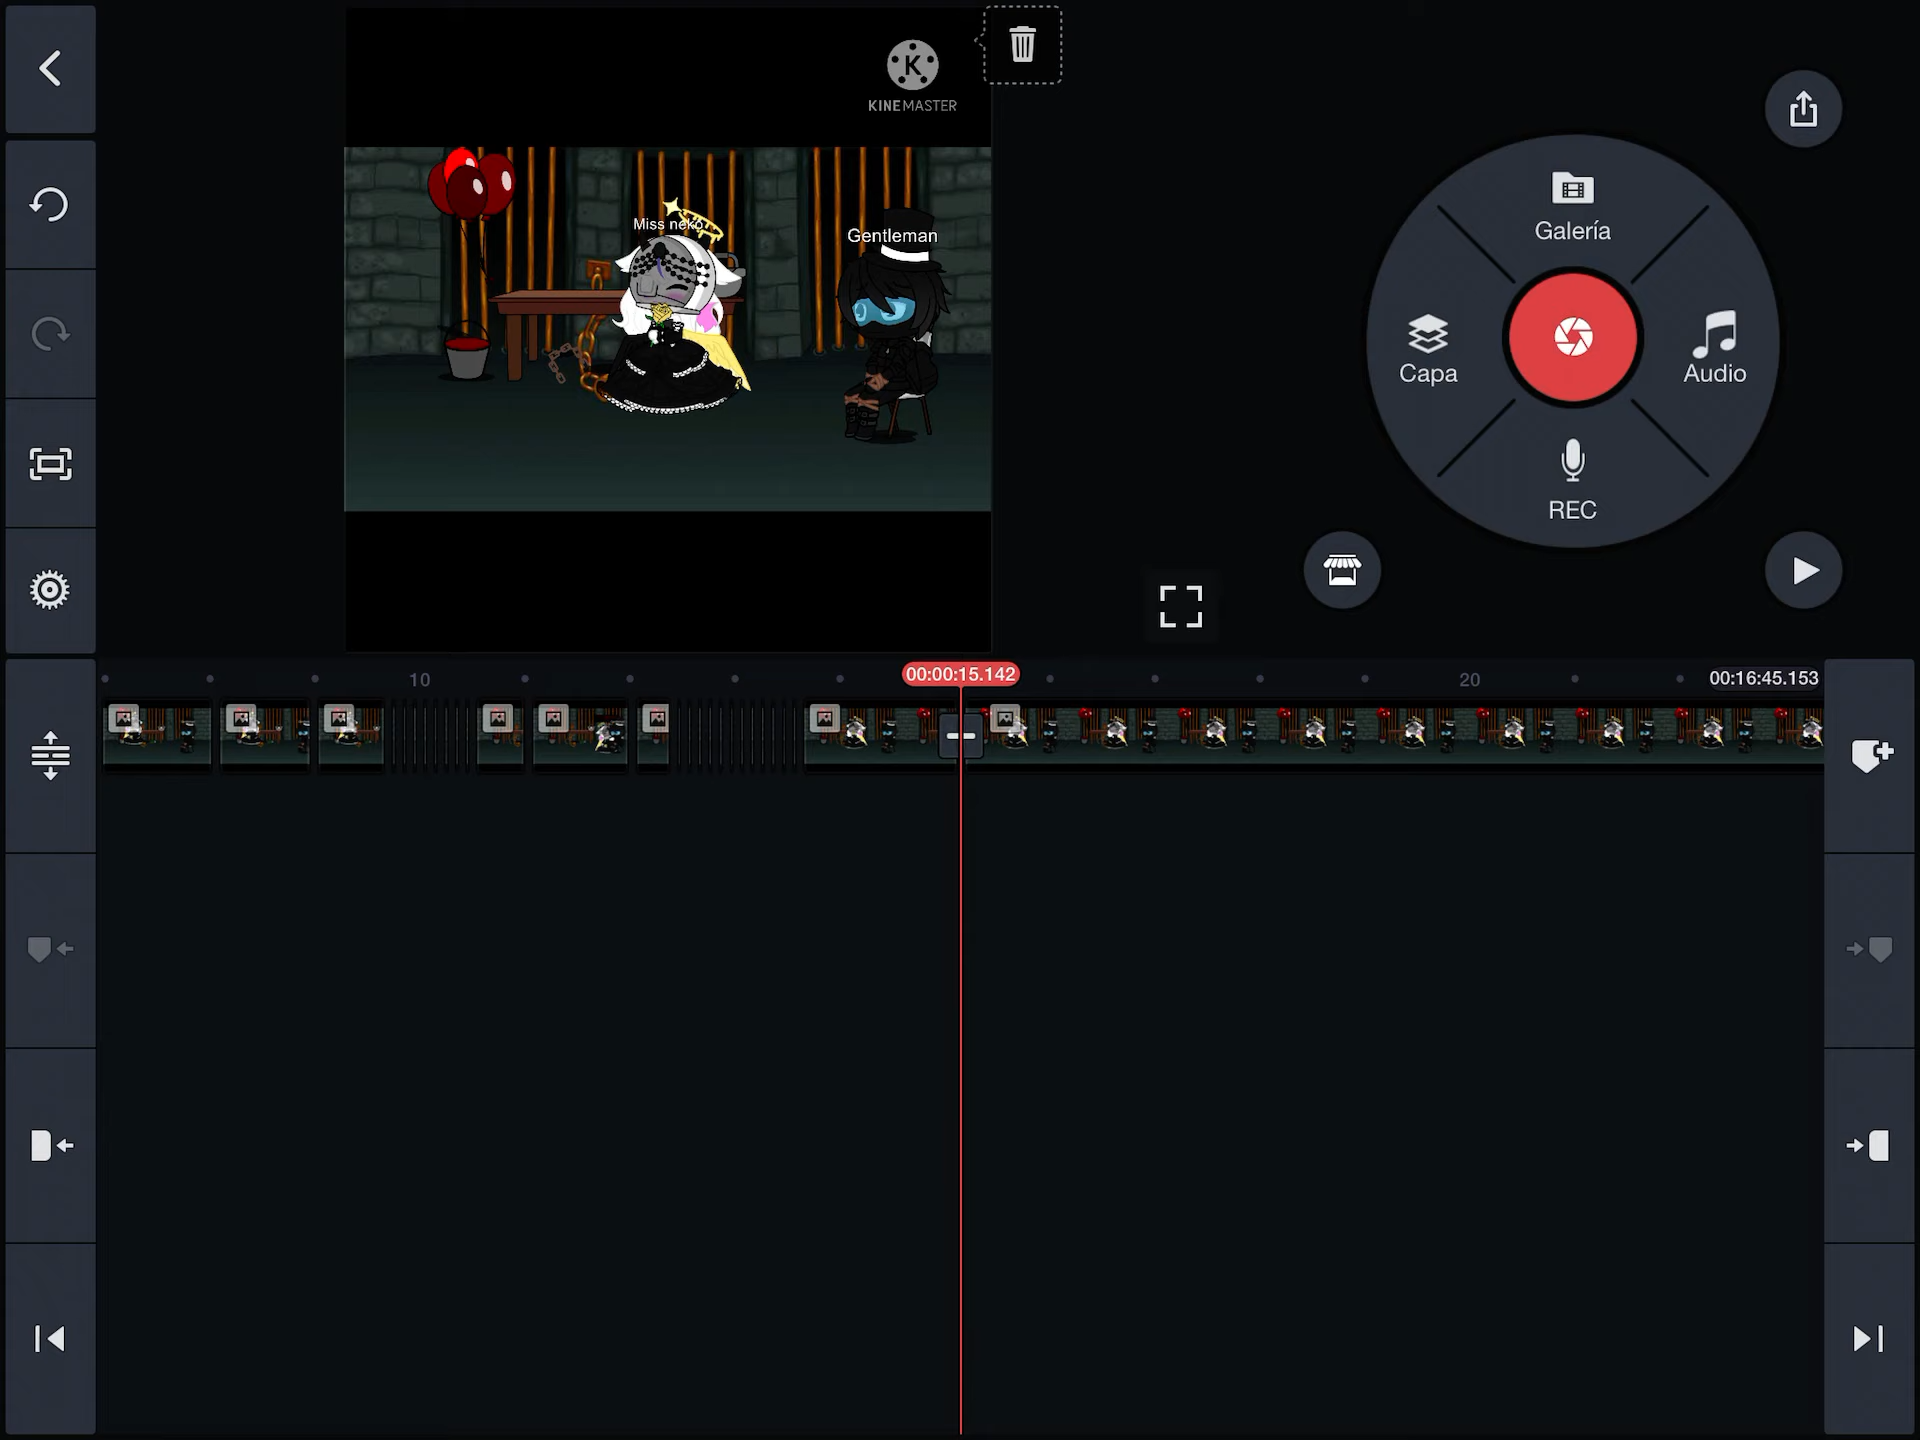 KINEMASTER
Miss neko
Gentleman
Galería
Capa
Audio
REC
10
00:00:15.142
20
00:16:45.153